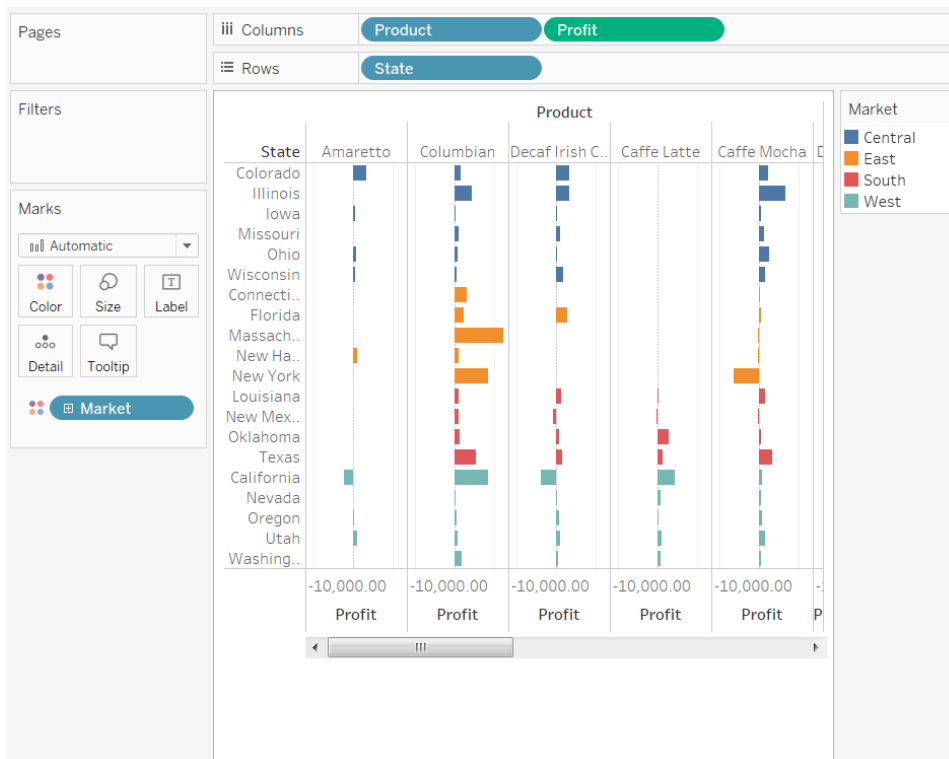 Pages
Columns Product Profit
Rows State
Filters
Marks
Automatic
Color Size Label
Detail Tooltip
Market
Product
State Amaretto Columbian Decaf Irish C.. Caffe Latte Caffe Mocha D
Colorado
Illinois
Iowa
Missouri
Ohio
Wisconsin
Connecti..
Florida
Massach..
New Ha..
New York
Louisiana
New Mex..
Oklahoma
Texas
California
Nevada
Oregon
Utah
Washing..
-10,000.00 -10,000.00 -10,000.00 -10,000.00 -10,000.00
Profit Profit Profit Profit Profit P
Market
Central
East
South
West